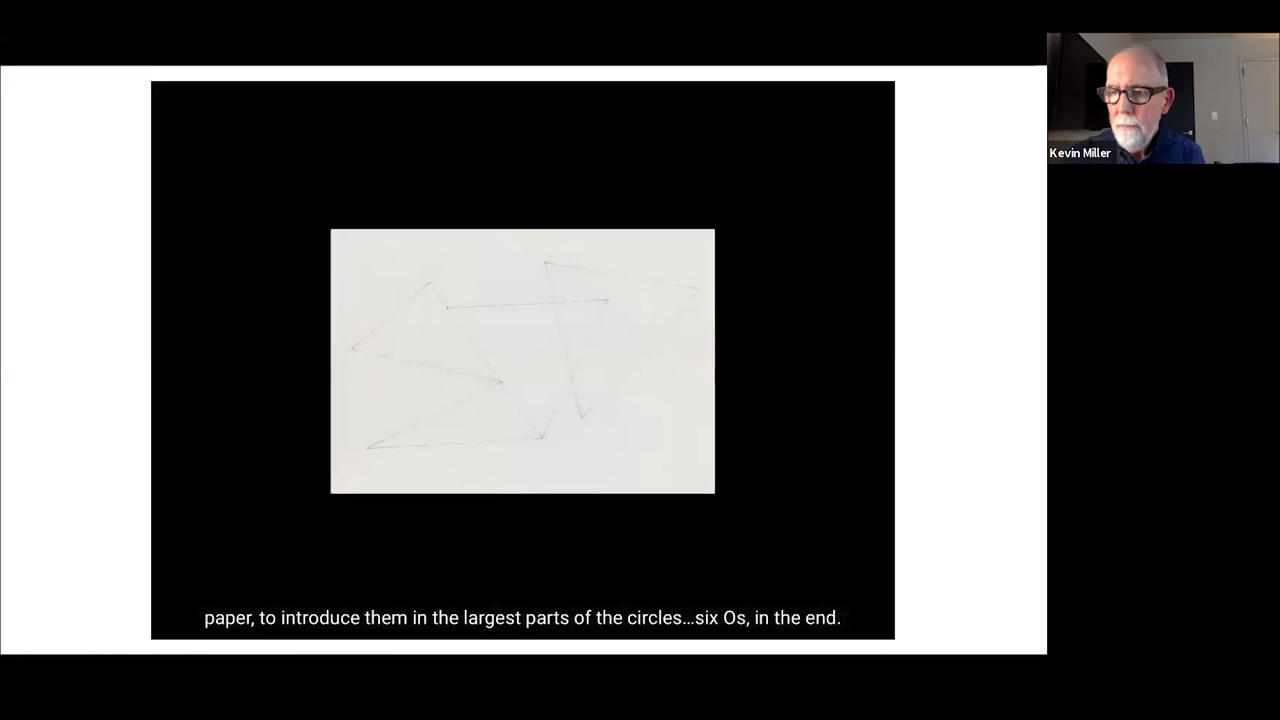 Kevin Miller
paper, to introduce them in the largest parts of the circles...six Os, in the end.